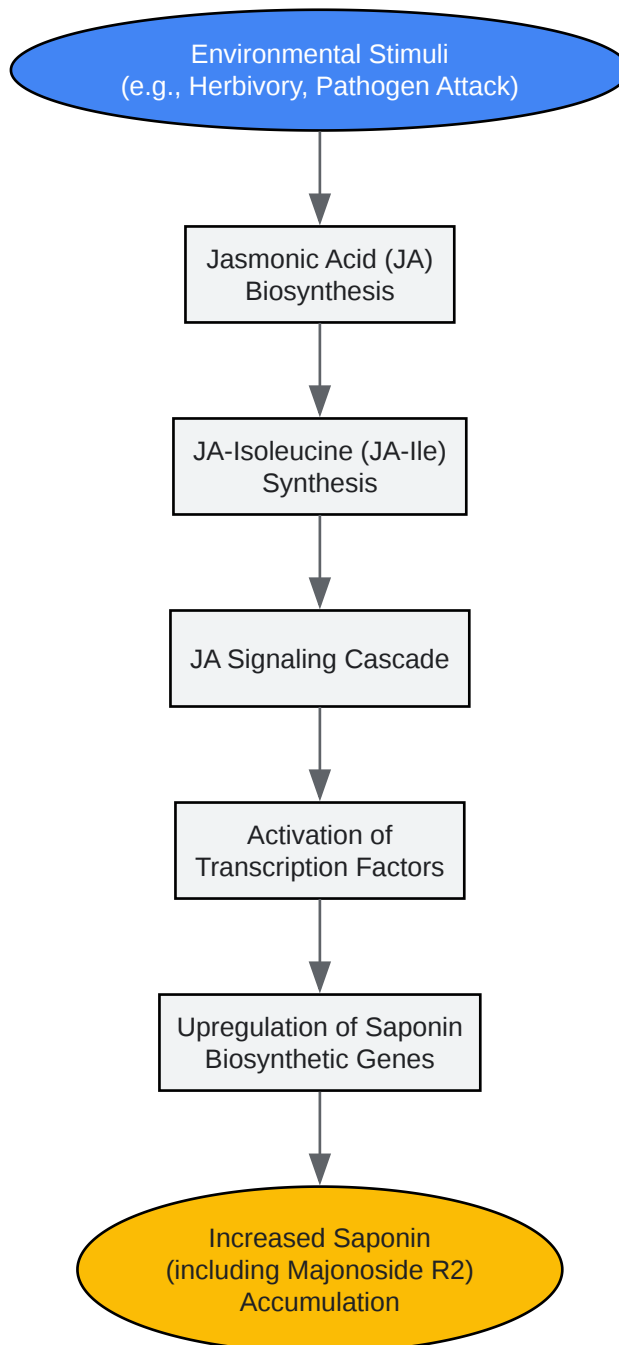 Environmental Stimuli
(e.g., Herbivory, Pathogen Attack)
Jasmonic Acid (JA)
Biosynthesis
JA-Isoleucine (JA-Ile)
Synthesis
JA Signaling Cascade
Activation of
Transcription Factors
Upregulation of Saponin
Biosynthetic Genes
Increased Saponin
(including Majonoside R2)
Accumulation